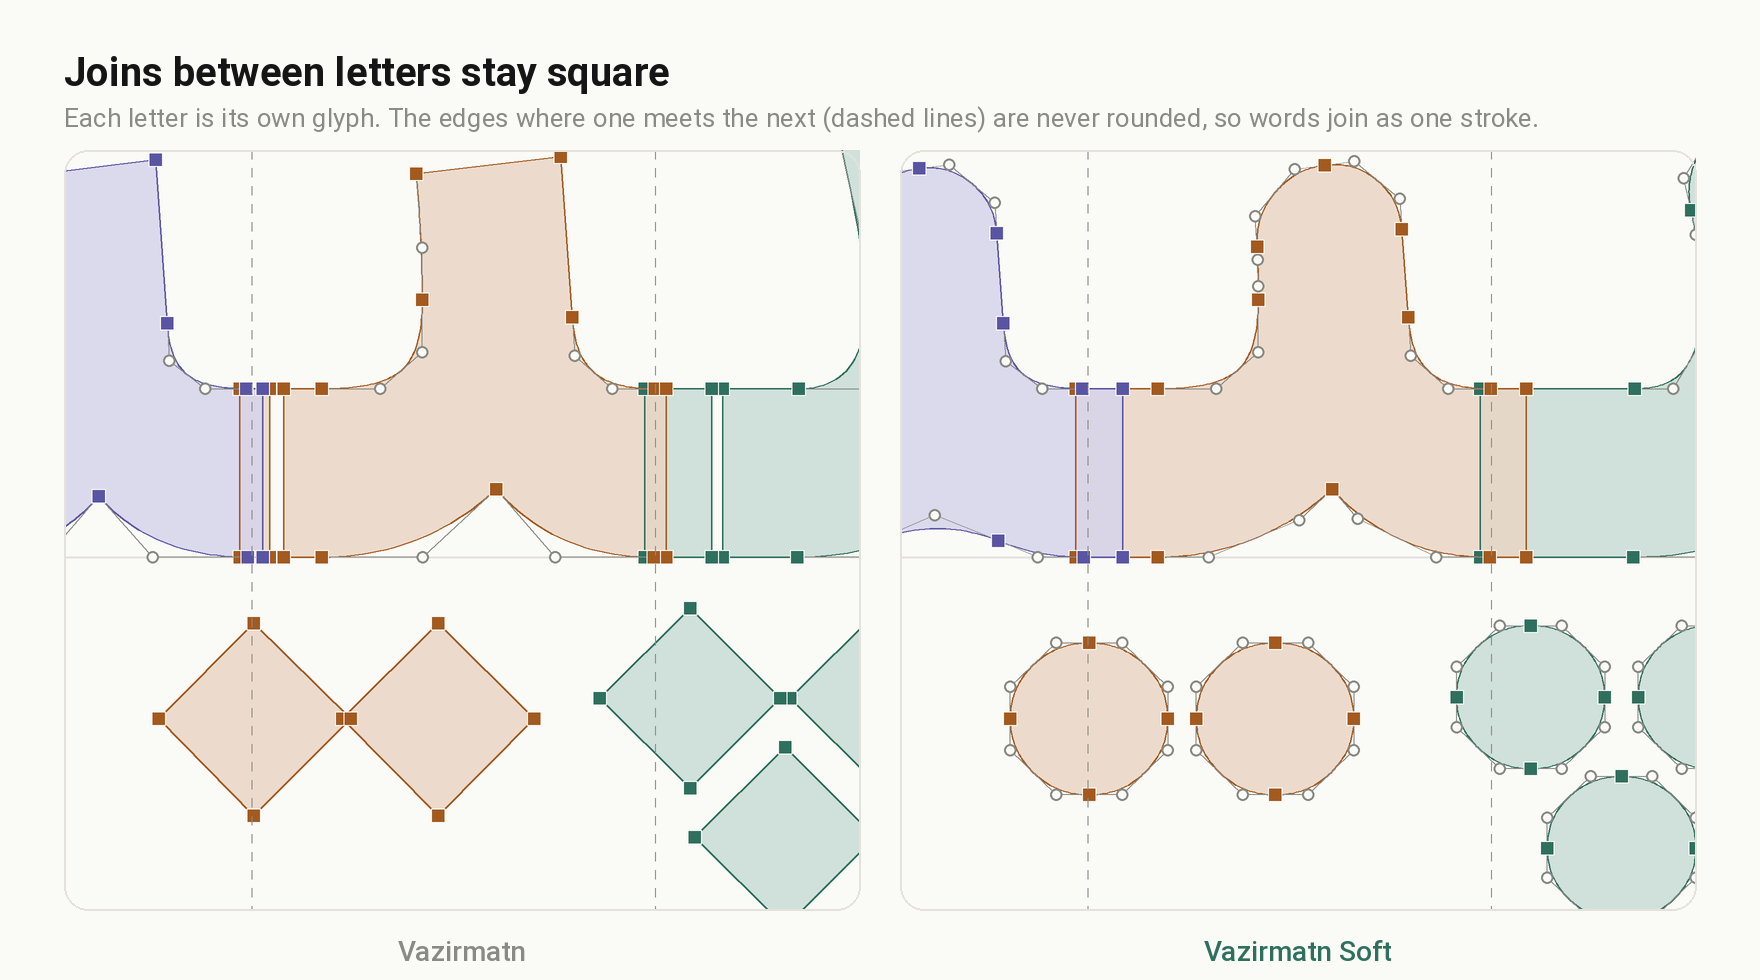 Joins between letters stay square
Each letter is its own glyph. The edges where one meets the next (dashed lines) are never rounded, so words join as one stroke.
Vazirmatn
Vazirmatn Soft